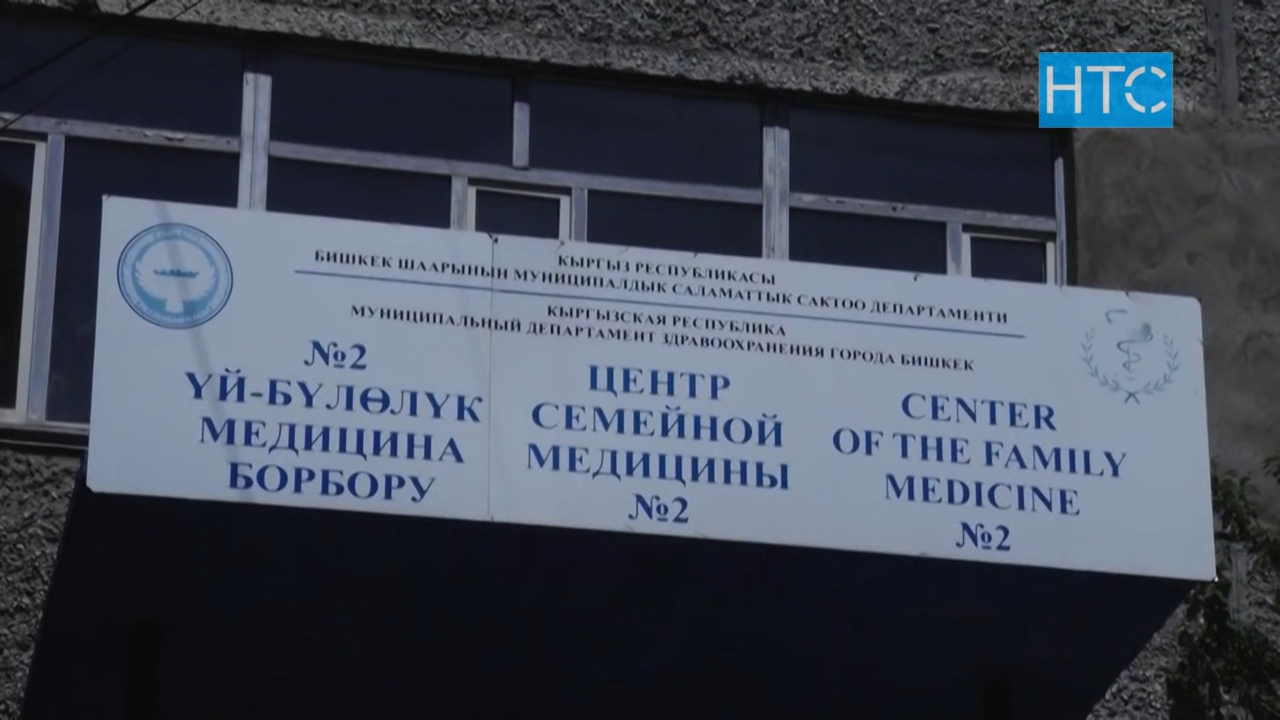 НТС
КЫРГЫЗ РЕСПУБЛИКАСЫ
БИШКЕК ШААРЫНЫН МУНИЦИПАЛДЫК САЛАМАТТЫК САКТОО ДЕПАРТАМЕНТИ
КЫРГЫЗСКАЯ РЕСПУБЛИКА
МУНИЦИПАЛЬНЫЙ ДЕПАРТАМЕНТ ЗДРАВООХРАНЕНИЯ ГОРОДА БИШКЕК
№2
ҮЙ-БҮЛӨЛҮК
МЕДИЦИНА
БОРБОРУ
ЦЕНТР
СЕМЕЙНОЙ
МЕДИЦИНЫ
№2
CENTER
OF THE FAMILY
MEDICINE
№2